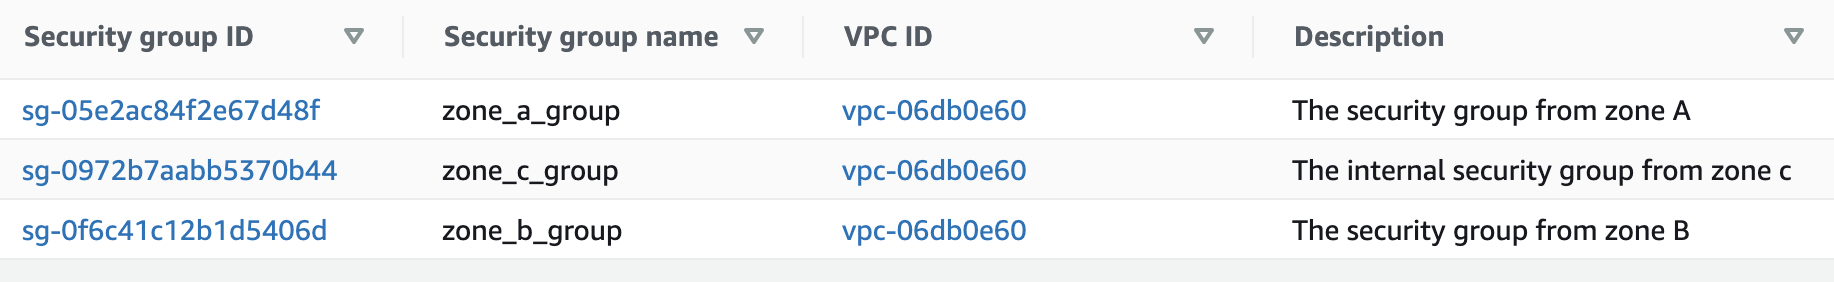 Security group ID Security group name VPC ID Description
sg-05e2ac84f2e67d48f zone_a_group vpc-06db0e60 The security group from zone A
sg-0972b7aabb5370b44 zone_c_group vpc-06db0e60 The internal security group from zone c
sg-0f6c41c12b1d5406d zone_b_group vpc-06db0e60 The security group from zone B